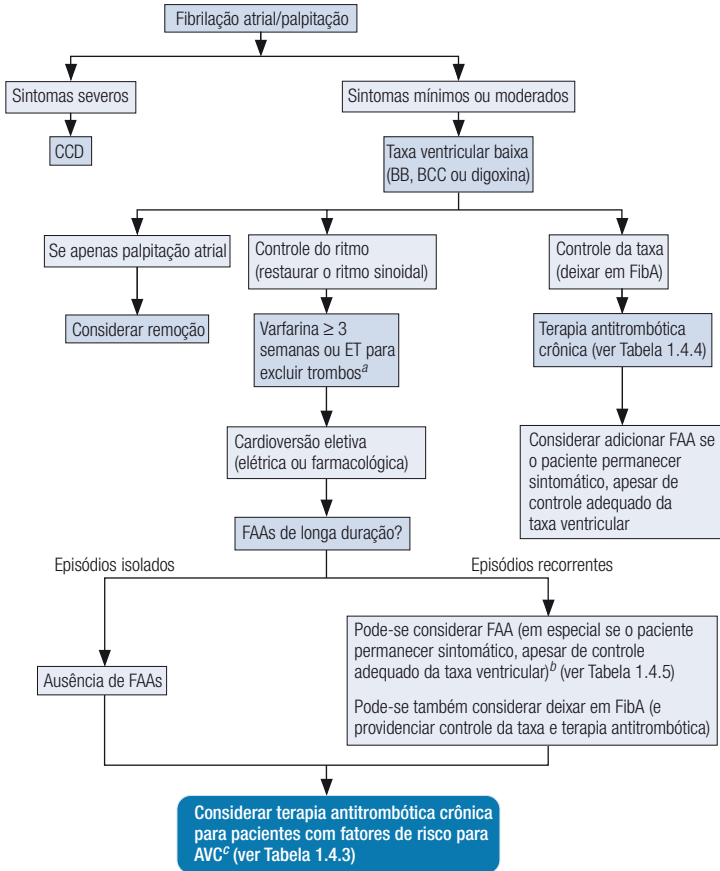 Fibrilação atrial/palpitação
Sintomas severos
Sintomas mínimos ou moderados
CCD
Taxa ventricular baixa
(BB, BCC ou digoxina)
Se apenas palpitação atrial
Controle do ritmo
(restaurar o ritmo sinoidal)
Controle da taxa
(deixar em FibA)
Considerar remoção
Varfarina ≥ 3
semanas ou ET para
excluir trombosa
Terapia antitrombótica
crônica (ver Tabela 1.4.4)
Cardioversão eletiva
(elétrica ou farmacológica)
Considerar adicionar FAA se
o paciente permanecer
sintomático, apesar de
controle adequado da
taxa ventricular
FAAs de longa duração?
Episódios isolados
Episódios recorrentes
Ausência de FAAs
Pode-se considerar FAA (em especial se o paciente
permanecer sintomático, apesar de controle
adequado da taxa ventricular)b (ver Tabela 1.4.5)
Pode-se também considerar deixar em FibA (e
providenciar controle da taxa e terapia antitrombótica)
Considerar terapia antitrombótica crônica
para pacientes com fatores de risco para
AVCc (ver Tabela 1.4.3)